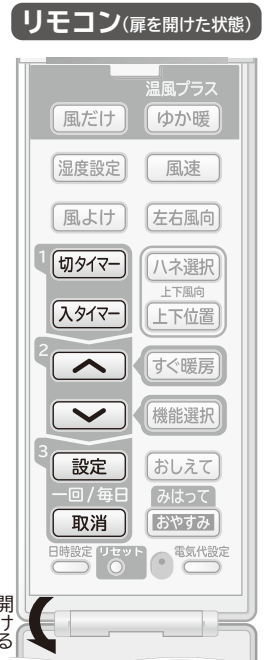 リモコン(扉を開けた状態)
温風プラス
風だけ ゆか暖
湿度設定 風速
風よけ 左右風向
1 切タイマー ハネ選択
上下風向
入タイマー 上下位置
2 すぐ暖房
機能選択
3 設定 おしえて
一回/毎日 みはって
取消 おやすみ
日時設定 リセット 電気代設定
開ける